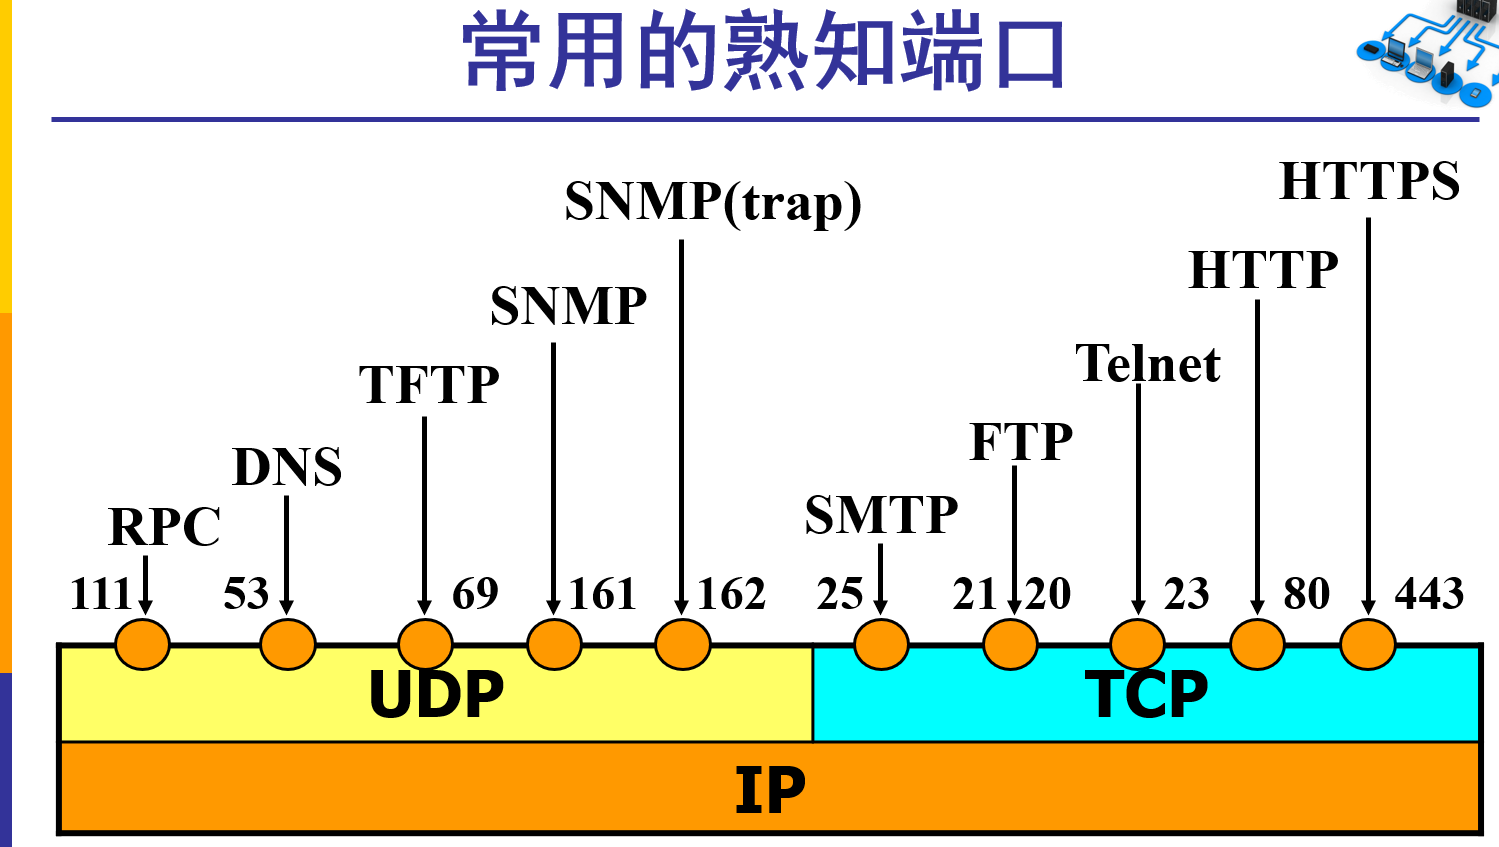 常用的熟知端口
HTTPS
SNMP(trap)
HTTP
SNMP
Telnet
TFTP
FTP
DNS
SMTP
RPC
111 53 69 161 162 25 21 20 23 80 443
UDP TCP
IP